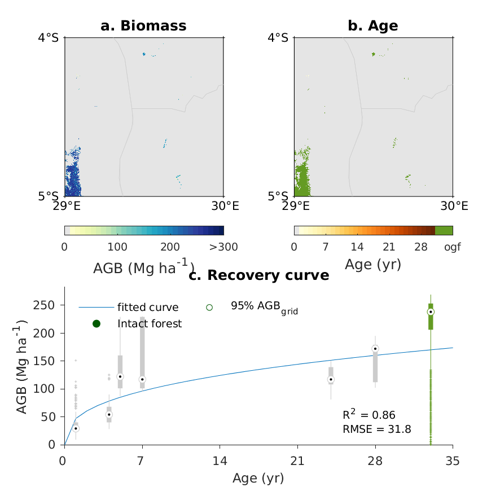 a. Biomass
b. Age
4°S
5°S
29°E
30°E
4°S
5°S
29°E
30°E
0
100
200
>300
AGB (Mg ha⁻¹)
0
7
14
21
28
ogf
Age (yr)
c. Recovery curve
fitted curve
95% AGB_grid
Intact forest
AGB (Mg ha⁻¹)
250
200
150
100
50
0
R² = 0.86
RMSE = 31.8
0
7
14
21
28
35
Age (yr)